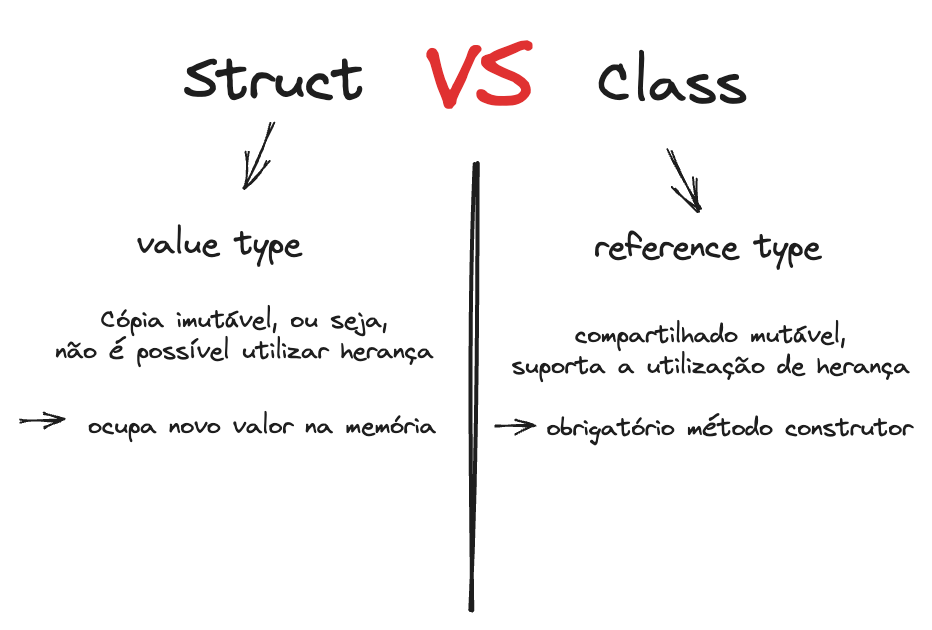 Struct VS Class
value type
Cópia imutável, ou seja,
não é possível utilizar herança
ocupa novo valor na memória
reference type
compartilhado mutável,
suporta a utilização de herança
obrigatório método construtor